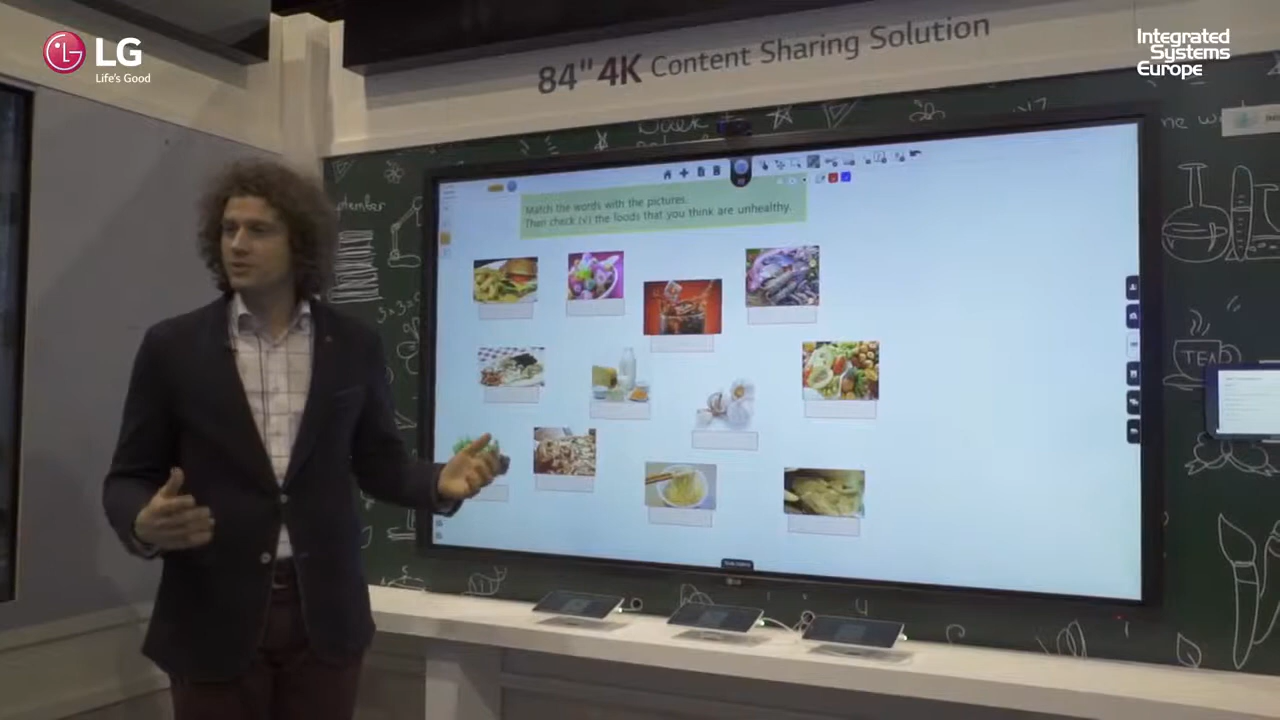 LG
Life's Good
Integrated
Systems
Europe
84" 4K Content Sharing Solution
Match the words with the pictures.
Then check (√) the foods that you think are unhealthy.
TEA
LG